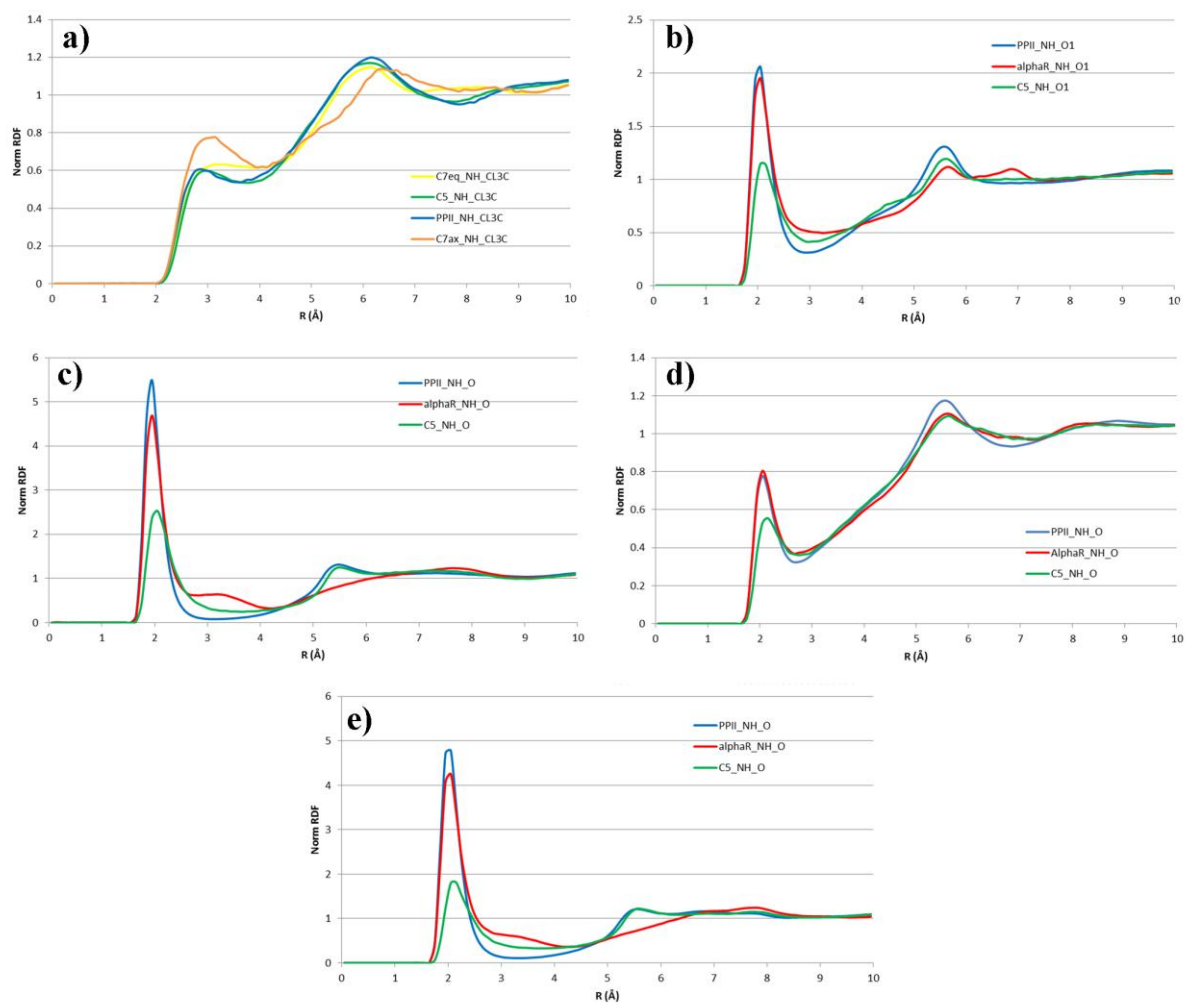 a)
1.4
1.2
1
0.8
0.6
0.4
0.2
0
Norm RDF
C7eq_NH_CL3C
C5_NH_CL3C
PPII_NH_CL3C
C7ax_NH_CL3C
0 1 2 3 4 5 6 7 8 9 10
R (Å)
b)
2.5
2
1.5
1
0.5
0
Norm RDF
PPII_NH_O1
alphaR_NH_O1
C5_NH_O1
0 1 2 3 4 5 6 7 8 9 10
R (Å)
c)
6
5
4
3
2
1
0
Norm RDF
PPII_NH_O
alphaR_NH_O
C5_NH_O
0 1 2 3 4 5 6 7 8 9 10
R (Å)
d)
1.4
1.2
1
0.8
0.6
0.4
0.2
0
Norm RDF
PPII_NH_O
AlphaR_NH_O
C5_NH_O
0 1 2 3 4 5 6 7 8 9 10
R (Å)
e)
6
5
4
3
2
1
0
Norm RDF
PPII_NH_O
alphaR_NH_O
C5_NH_O
0 1 2 3 4 5 6 7 8 9 10
R (Å)